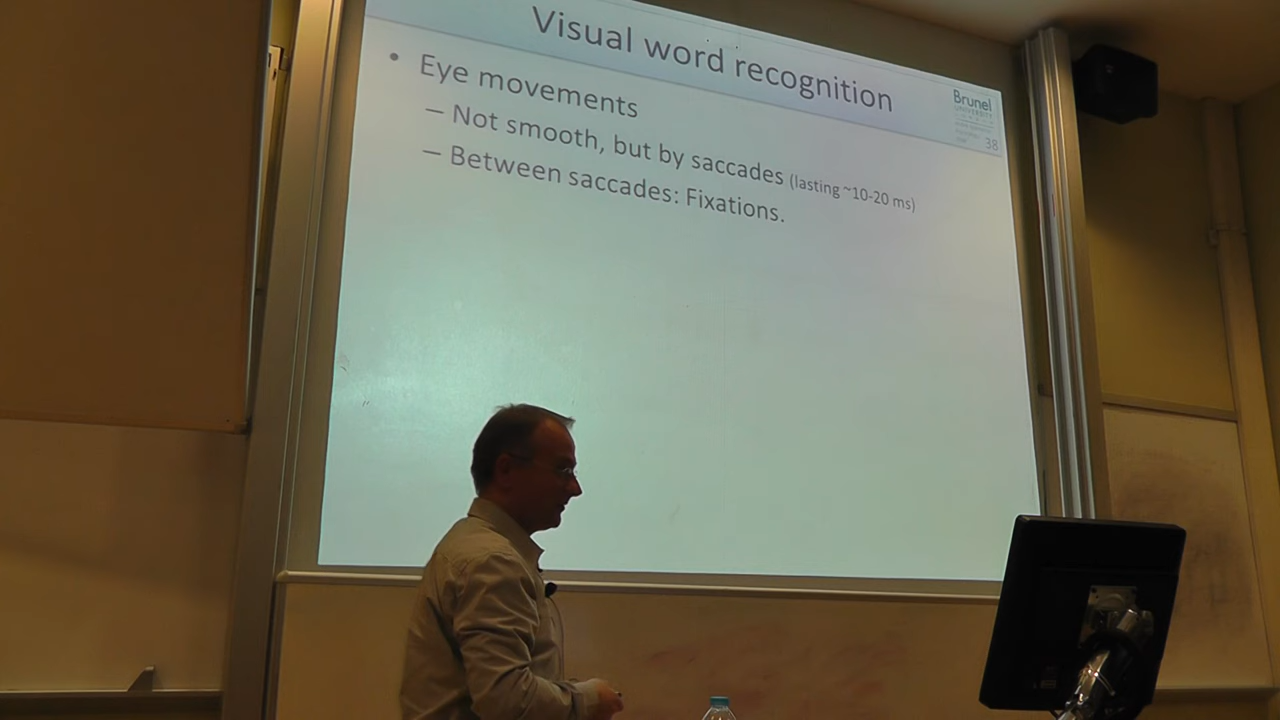 Visual word recognition
Brunel
UNIVERSITY
38
• Eye movements
– Not smooth, but by saccades (lasting ~10-20 ms)
– Between saccades: Fixations.